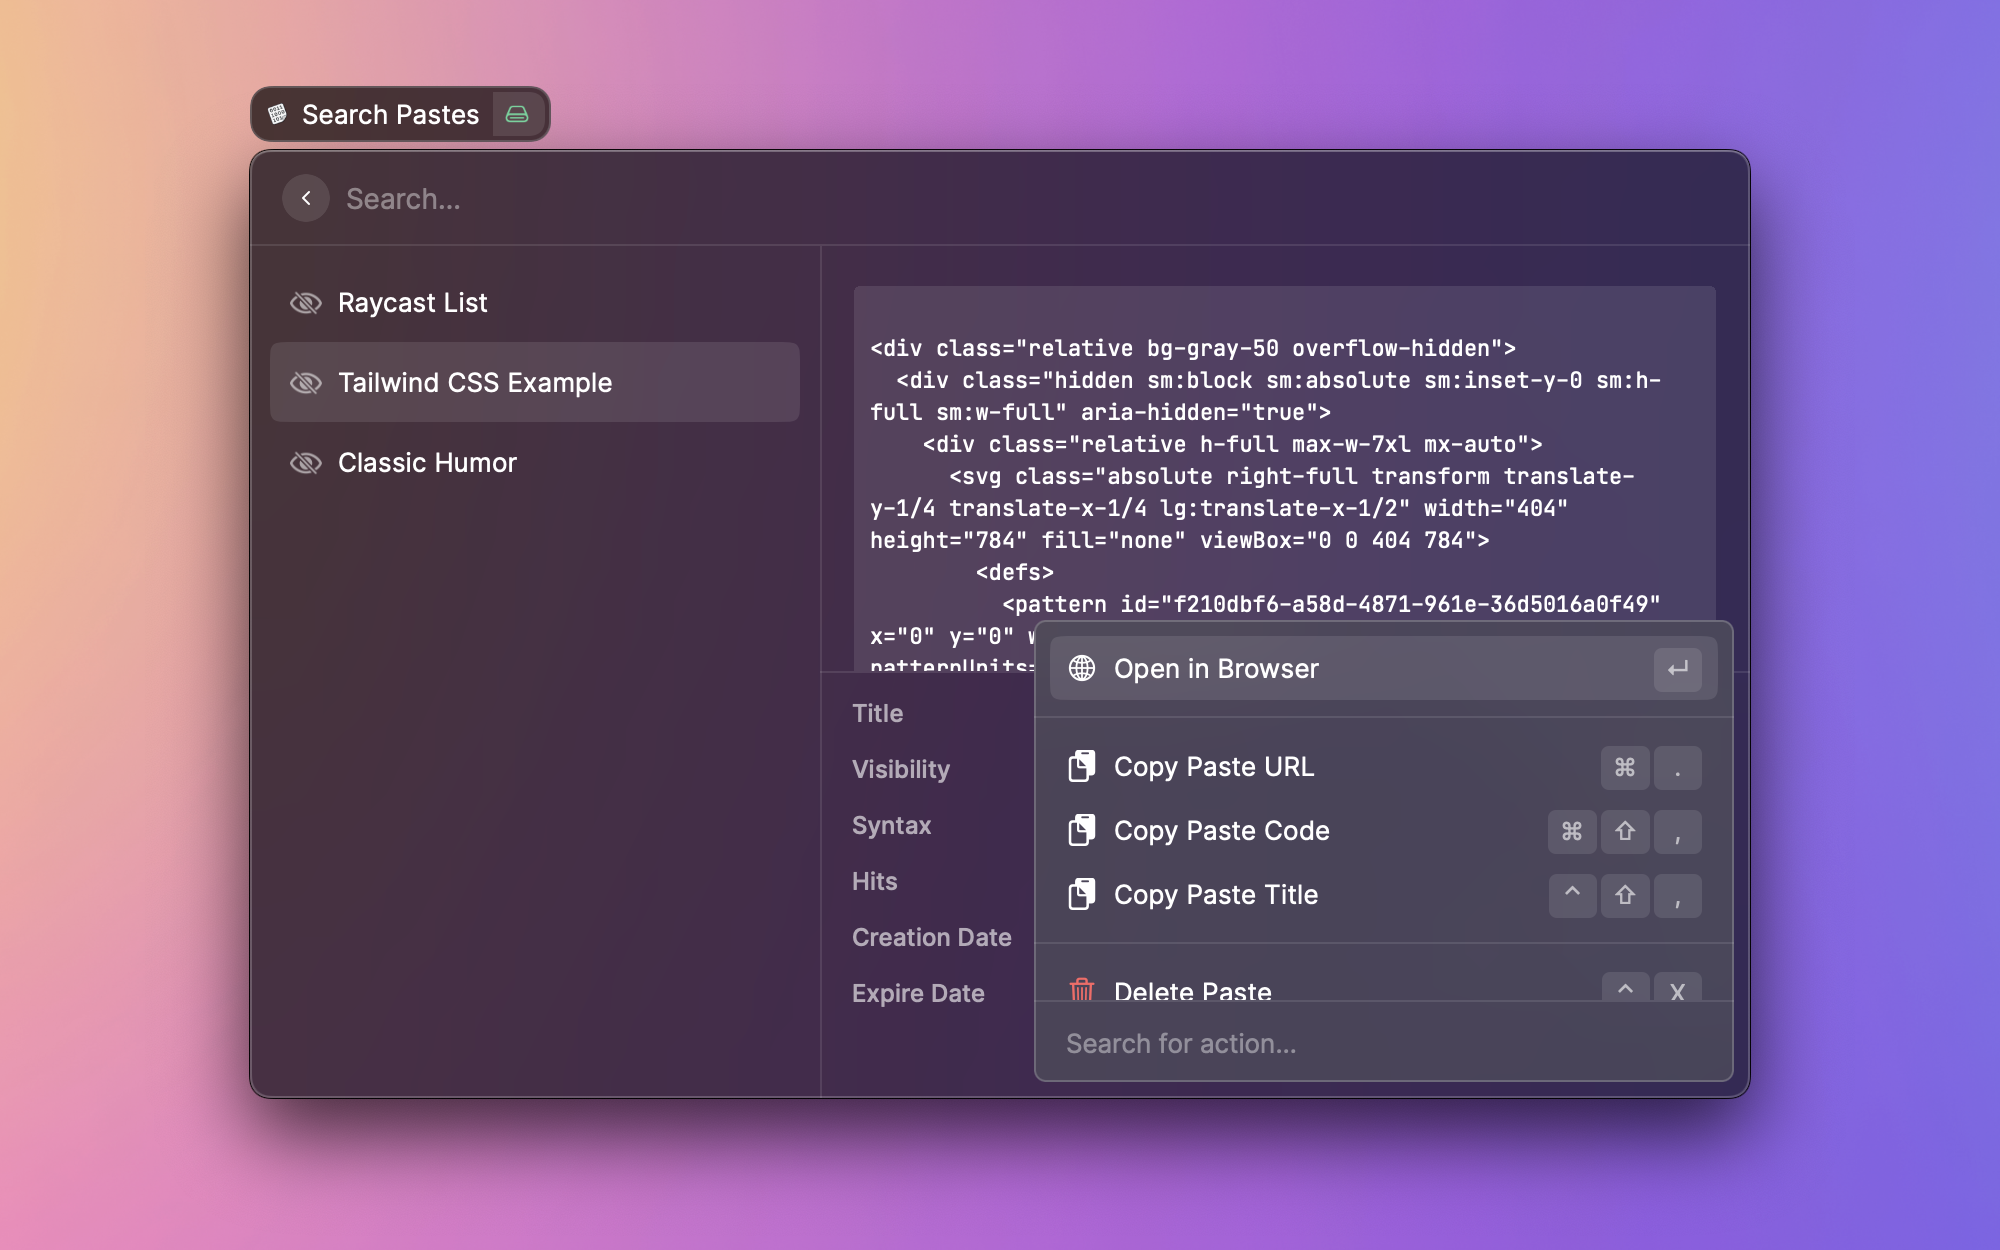 Search Pastes
Search...
Raycast List
Tailwind CSS Example
Classic Humor
<div class="relative bg-gray-50 overflow-hidden">
  <div class="hidden sm:block sm:absolute sm:inset-y-0 sm:h-
full sm:w-full" aria-hidden="true">
    <div class="relative h-full max-w-7xl mx-auto">
      <svg class="absolute right-full transform translate-
y-1/4 translate-x-1/4 lg:translate-x-1/2" width="404"
height="784" fill="none" viewBox="0 0 404 784">
        <defs>
          <pattern id="f210dbf6-a58d-4871-961e-36d5016a0f49"
x="0" y="0"
patternUnits=
Title
Visibility
Syntax
Hits
Creation Date
Expire Date
Open in Browser ↵
Copy Paste URL ⌘ .
Copy Paste Code ⌘ ⇧ ,
Copy Paste Title ^ ⇧ ,
Delete Paste ^ X
Search for action...